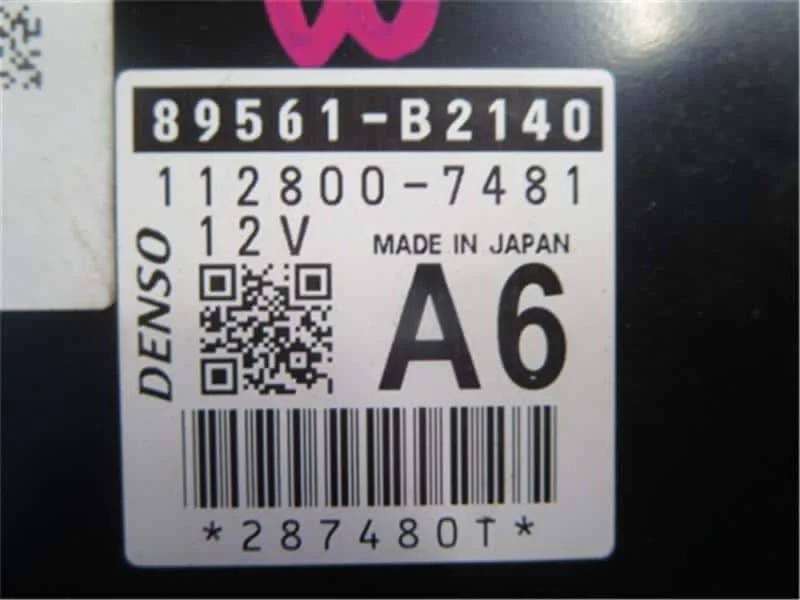 89561-B2140
112800-7481
12V
MADE IN JAPAN
DENSO
A6
*287480T*